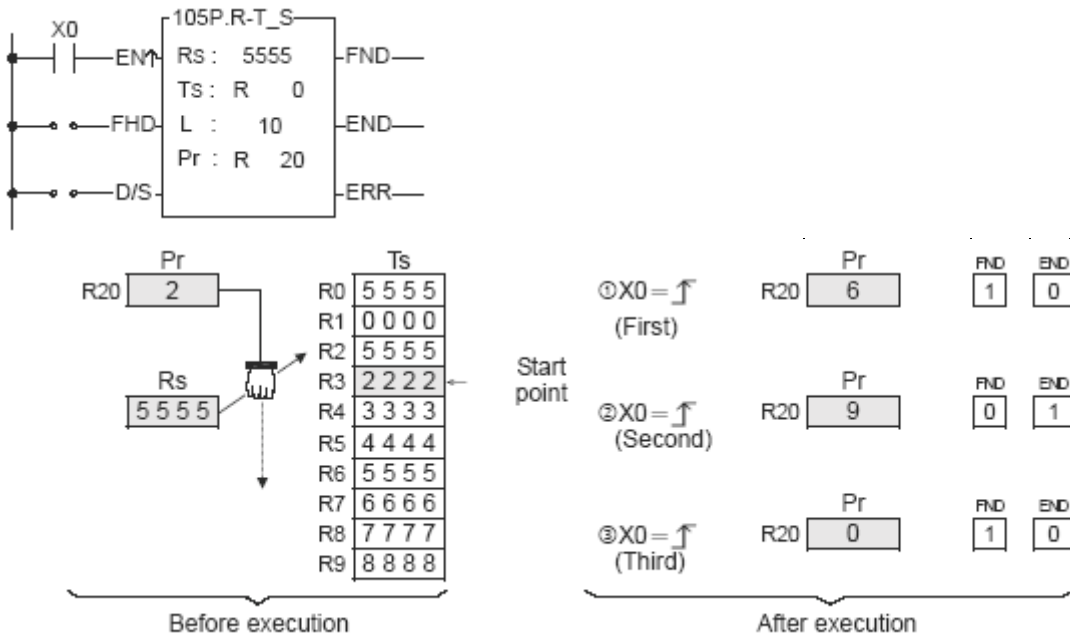 X0
105P.R-T_S
EN↑
Rs : 5555
FND
Ts : R 0
FHD
L : 10
END
Pr : R 20
D/S
ERR
Pr
R20 2
Rs
5555
Ts
R0 5555
R1 0000
R2 5555
R3 2222
R4 3333
R5 4444
R6 5555
R7 6666
R8 7777
R9 8888
Start
point
Before execution
①X0=
(First)
Pr
R20 6
FND
1
END
0
②X0=
(Second)
Pr
R20 9
FND
0
END
1
③X0=
(Third)
Pr
R20 0
FND
1
END
0
After execution